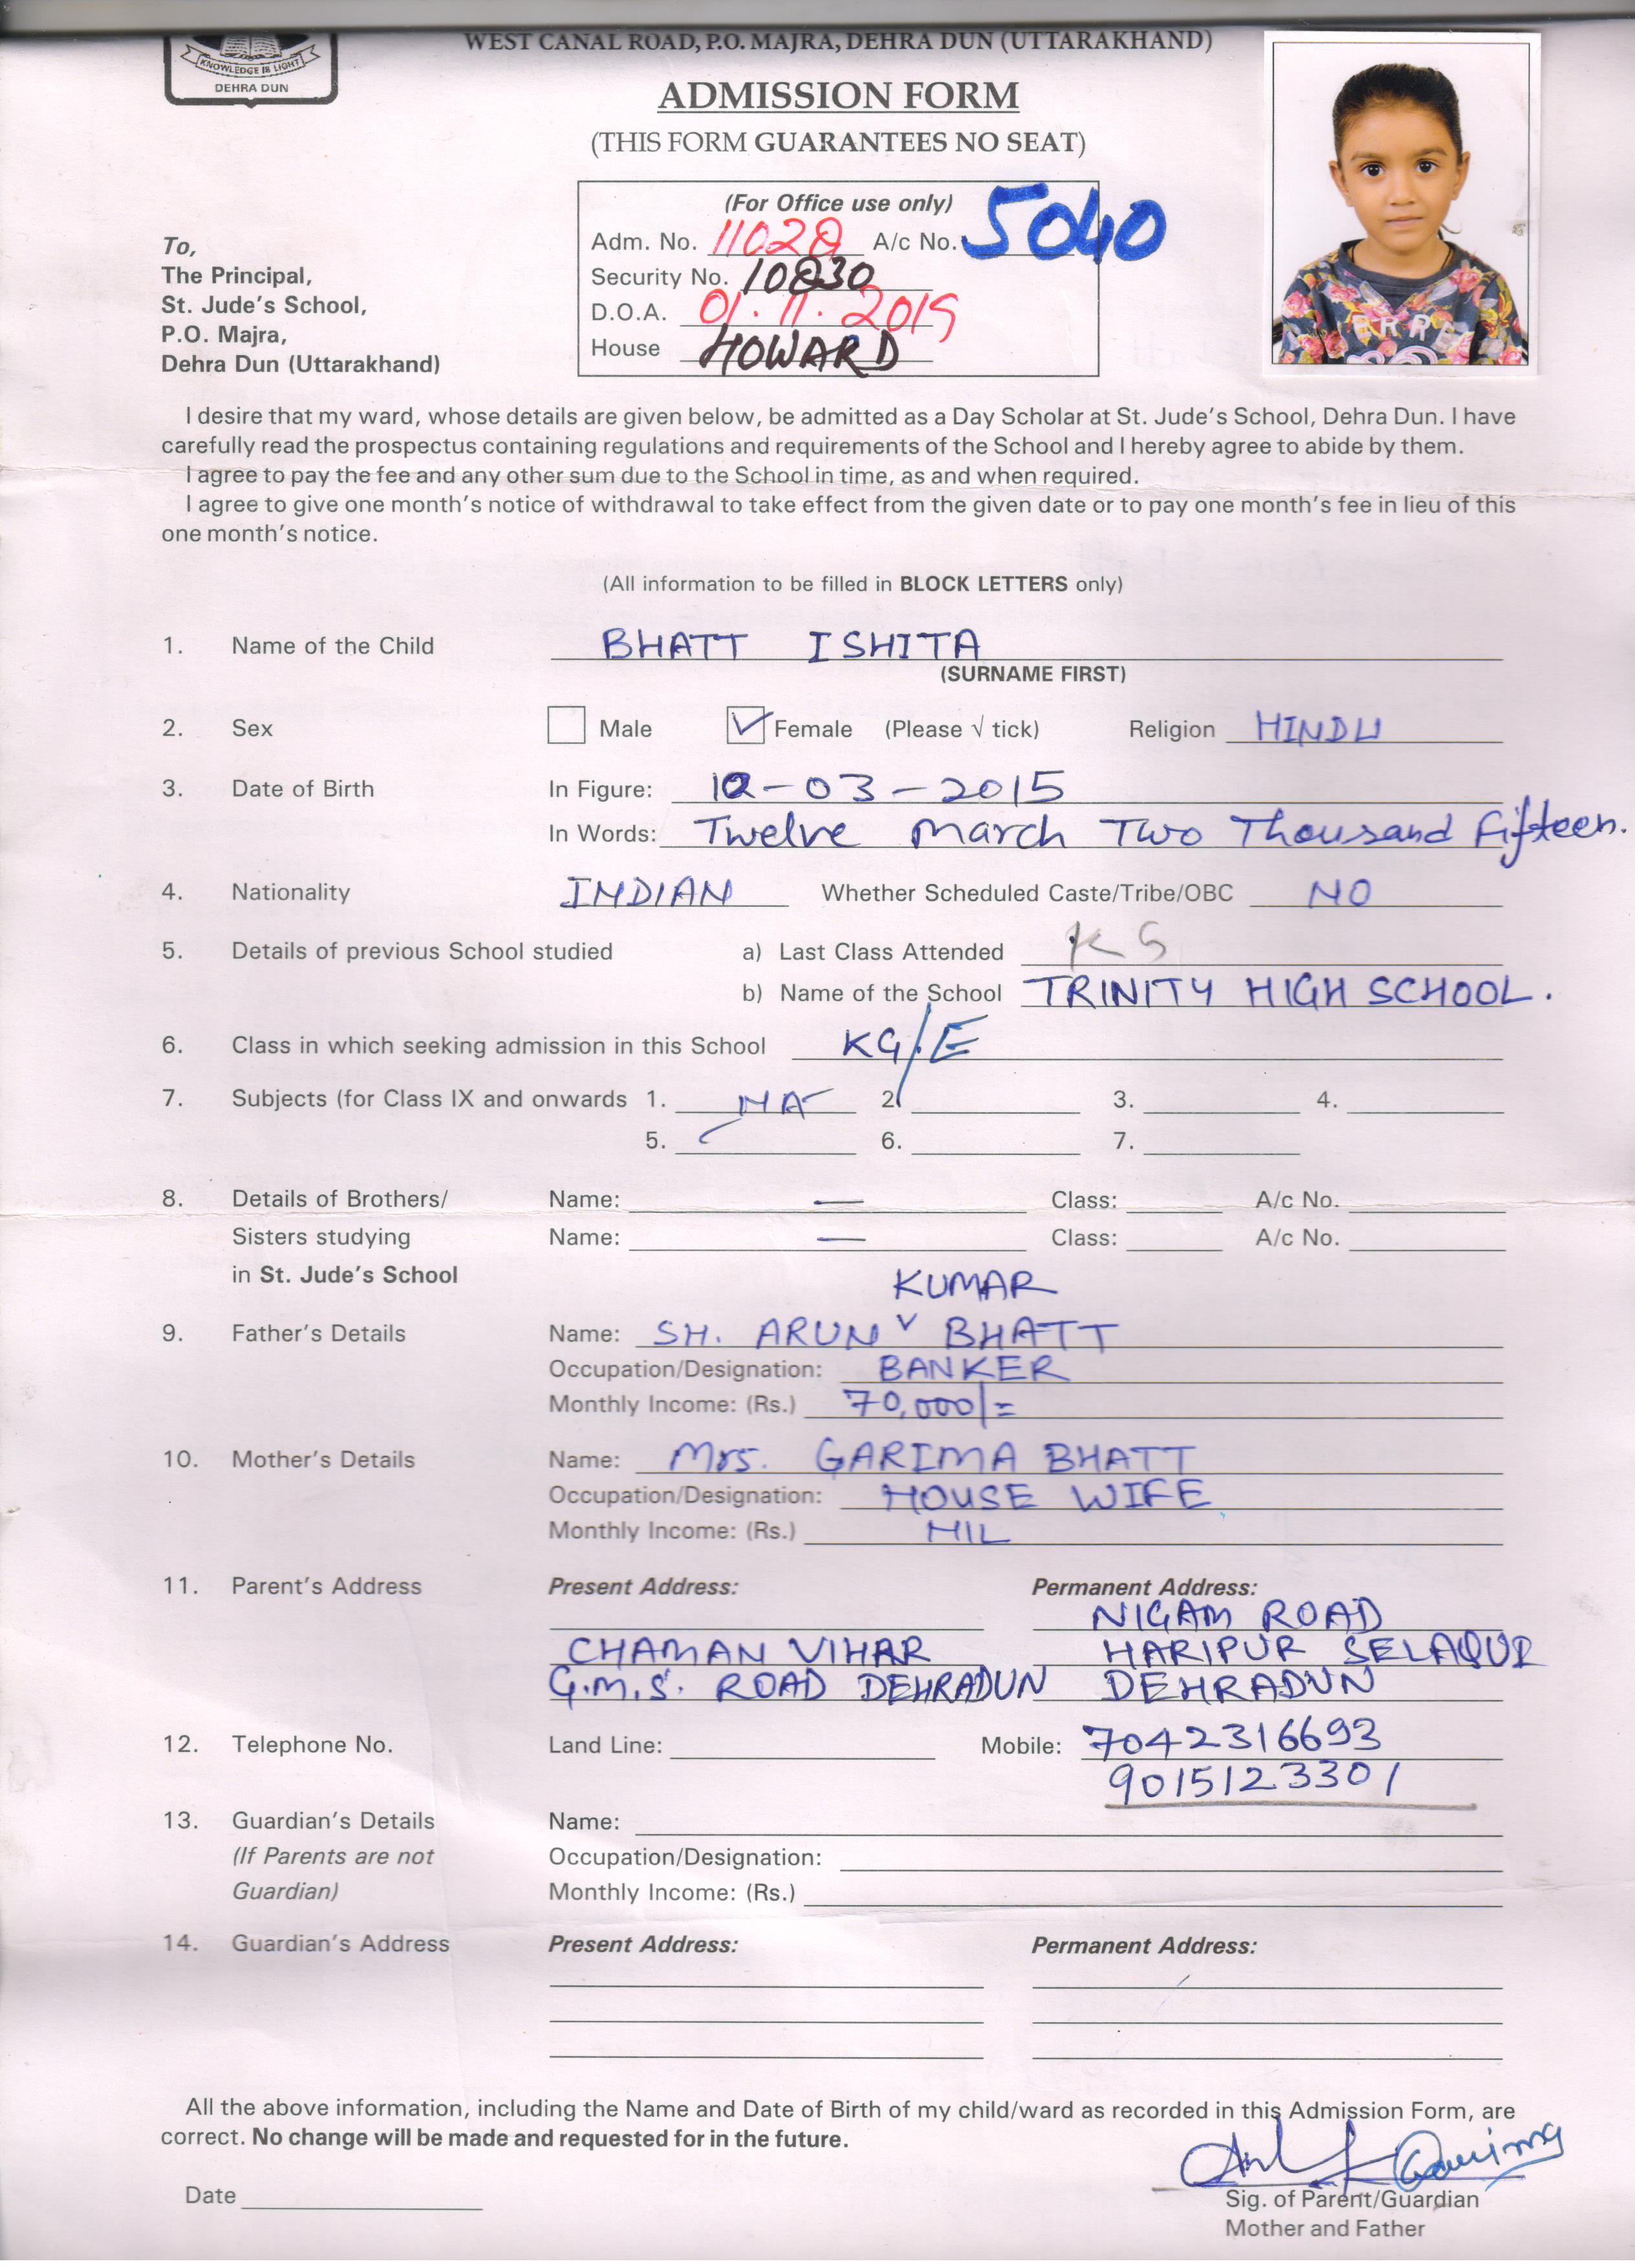 KNOWLEDGE IS LIGHT
DEHRA DUN
WEST CANAL ROAD, P.O. MAJRA, DEHRA DUN (UTTARAKHAND)
ADMISSION FORM
(THIS FORM GUARANTEES NO SEAT)
(For Office use only)
Adm. No. A/c No. 5040
Security No. 10830
D.O.A. 01.11.2019
House HOWARD
To,
The Principal,
St. Jude's School,
P.O. Majra,
Dehra Dun (Uttarakhand)
I desire that my ward, whose details are given below, be admitted as a Day Scholar at St. Jude's School, Dehra Dun. I have
carefully read the prospectus containing regulations and requirements of the School and I hereby agree to abide by them.
I agree to pay the fee and any other sum due to the School in time, as and when required.
I agree to give one month's notice of withdrawal to take effect from the given date or to pay one month's fee in lieu of this
one month's notice.
(All information to be filled in BLOCK LETTERS only)
1. Name of the Child BHATT ISHITA
(SURNAME FIRST)
2. Sex Male ✓ Female (Please √ tick) Religion HINDU
3. Date of Birth In Figure: 12-03-2015
In Words: Twelve March Two Thousand Fifteen.
4. Nationality INDIAN Whether Scheduled Caste/Tribe/OBC NO
5. Details of previous School studied a) Last Class Attended KG
b) Name of the School TRINITY HIGH SCHOOL.
6. Class in which seeking admission in this School KG/E
7. Subjects (for Class IX and onwards 1. NA 2. 3. 4.
5. 6. 7.
8. Details of Brothers/ Name: — Class: A/c No.
Sisters studying Name: — Class: A/c No.
in St. Jude's School
KUMAR
9. Father's Details Name: SH. ARUN ᵛ BHATT
Occupation/Designation: BANKER
Monthly Income: (Rs.) 70,000/=
10. Mother's Details Name: Mrs. GARIMA BHATT
Occupation/Designation: HOUSE WIFE
Monthly Income: (Rs.) NIL
11. Parent's Address Present Address: Permanent Address:
NIGAM ROAD
CHAMAN VIHAR HARIPUR SELAQUI
G.M.S. ROAD DEHRADUN DEHRADUN
12. Telephone No. Land Line: Mobile: 7042316693
9015123301
13. Guardian's Details Name:
(If Parents are not Occupation/Designation:
Guardian) Monthly Income: (Rs.)
14. Guardian's Address Present Address: Permanent Address:
All the above information, including the Name and Date of Birth of my child/ward as recorded in this Admission Form, are
correct. No change will be made and requested for in the future.
Garima
Date Sig. of Parent/Guardian
Mother and Father